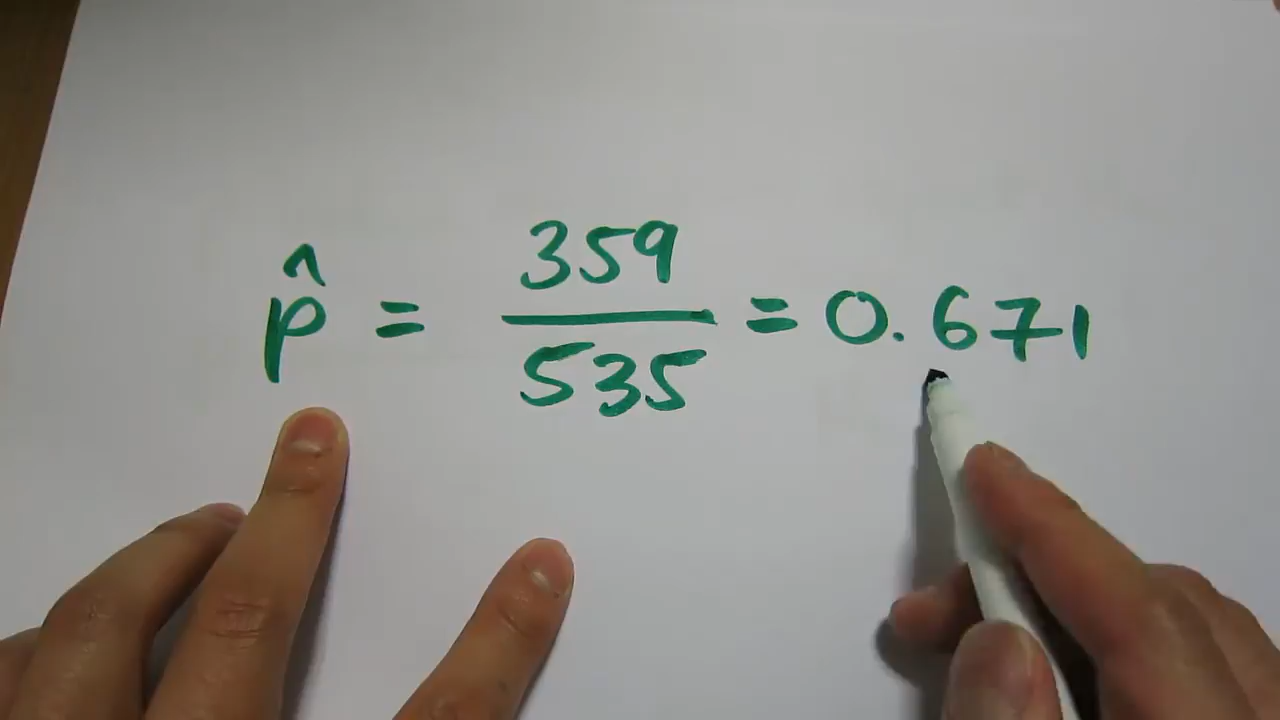 p̂ = 359/535 = 0.671